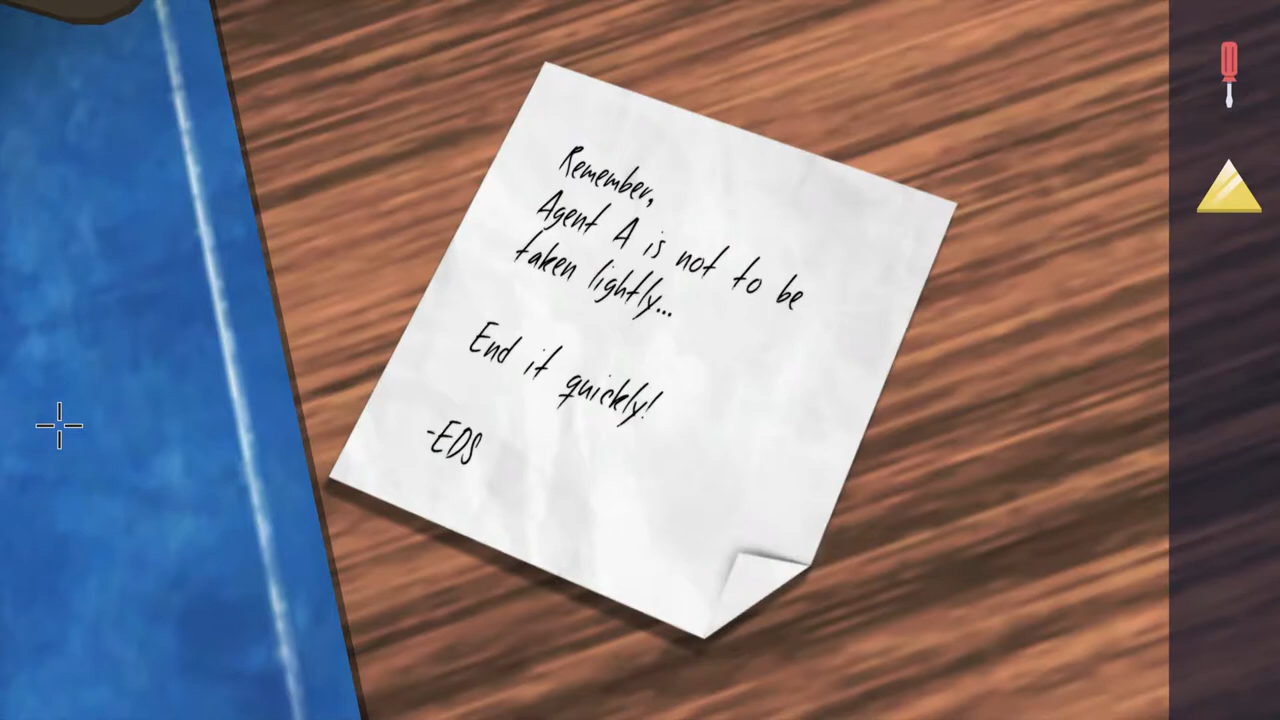 Remember,
Agent A is not to be
taken lightly...
End it quickly!
-EDS